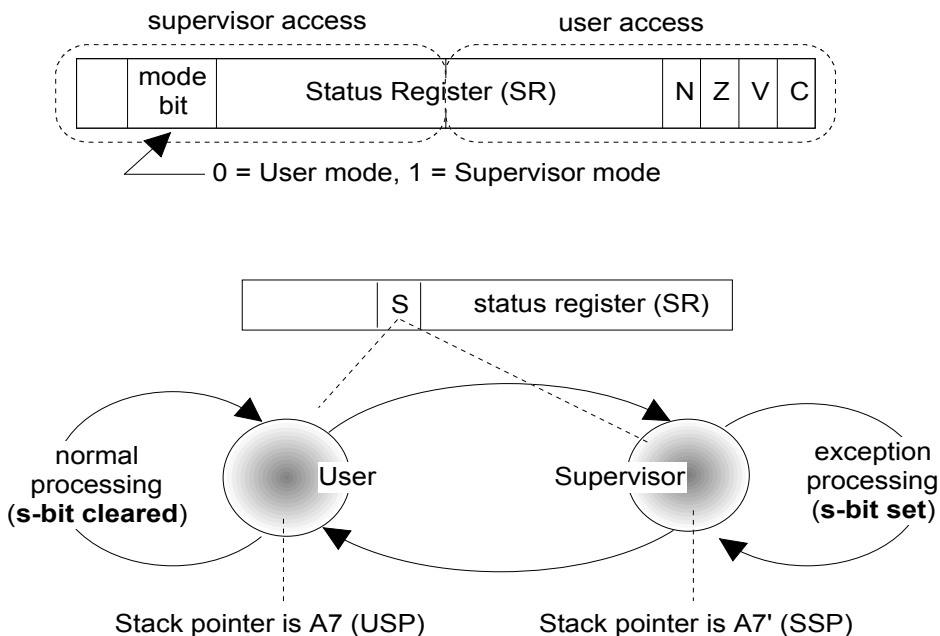 supervisor access
user access
mode
bit
Status Register (SR)
N
Z
V
C
0 = User mode, 1 = Supervisor mode
S
status register (SR)
normal
processing
(s-bit cleared)
User
Supervisor
exception
processing
(s-bit set)
Stack pointer is A7 (USP)
Stack pointer is A7' (SSP)